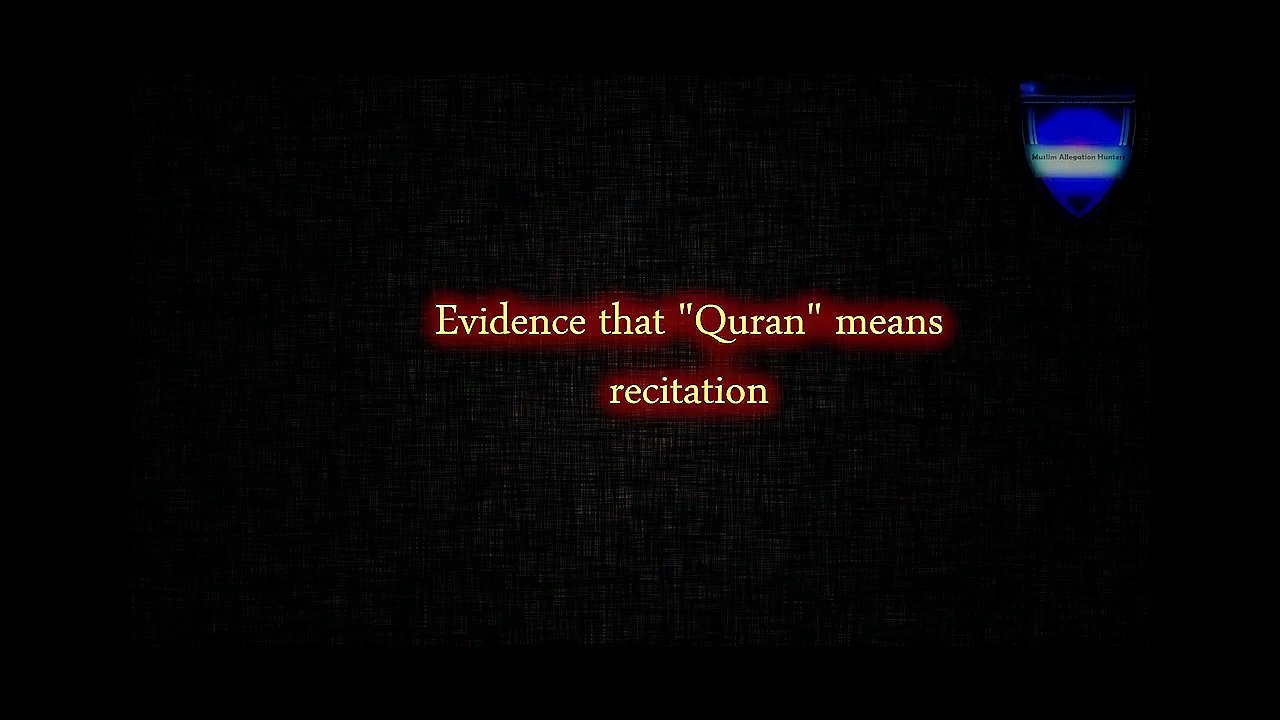 Muslim Allegation Hunters
Evidence that "Quran" means
recitation